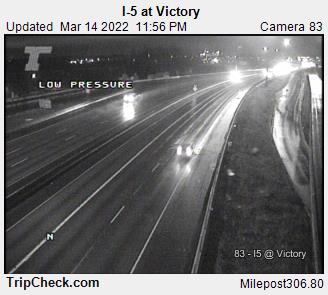 I-5 at Victory
Updated Mar 14 2022 11:56 PM Camera 83
T
LOW PRESSURE
N
83 - I5 @ Victory
TripCheck.com Milepost306.80